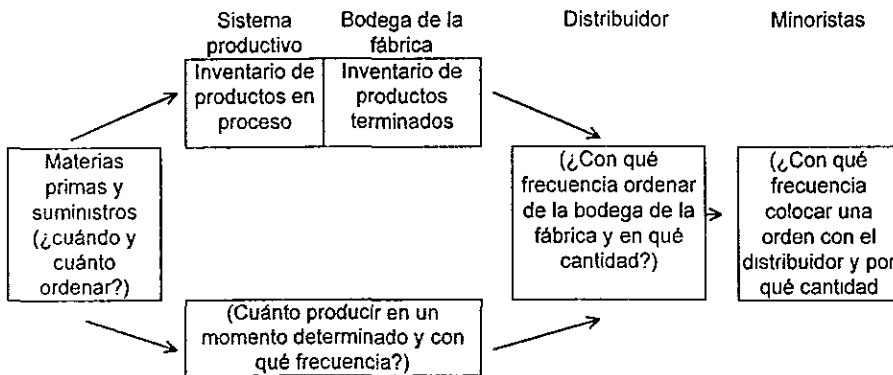 Sistema productivo
Bodega de la fábrica
Distribuidor
Minoristas
Inventario de
productos en
proceso
Inventario de
productos
terminados
Materias
primas y
suministros
(¿cuándo y
cuánto
ordenar?)
(¿Con qué
frecuencia ordenar
de la bodega de la
fábrica y en qué
cantidad?)
(¿Con qué
frecuencia
colocar una
orden con el
distribuidor y por
qué cantidad
(Cuánto producir en un
momento determinado y con
qué frecuencia?)